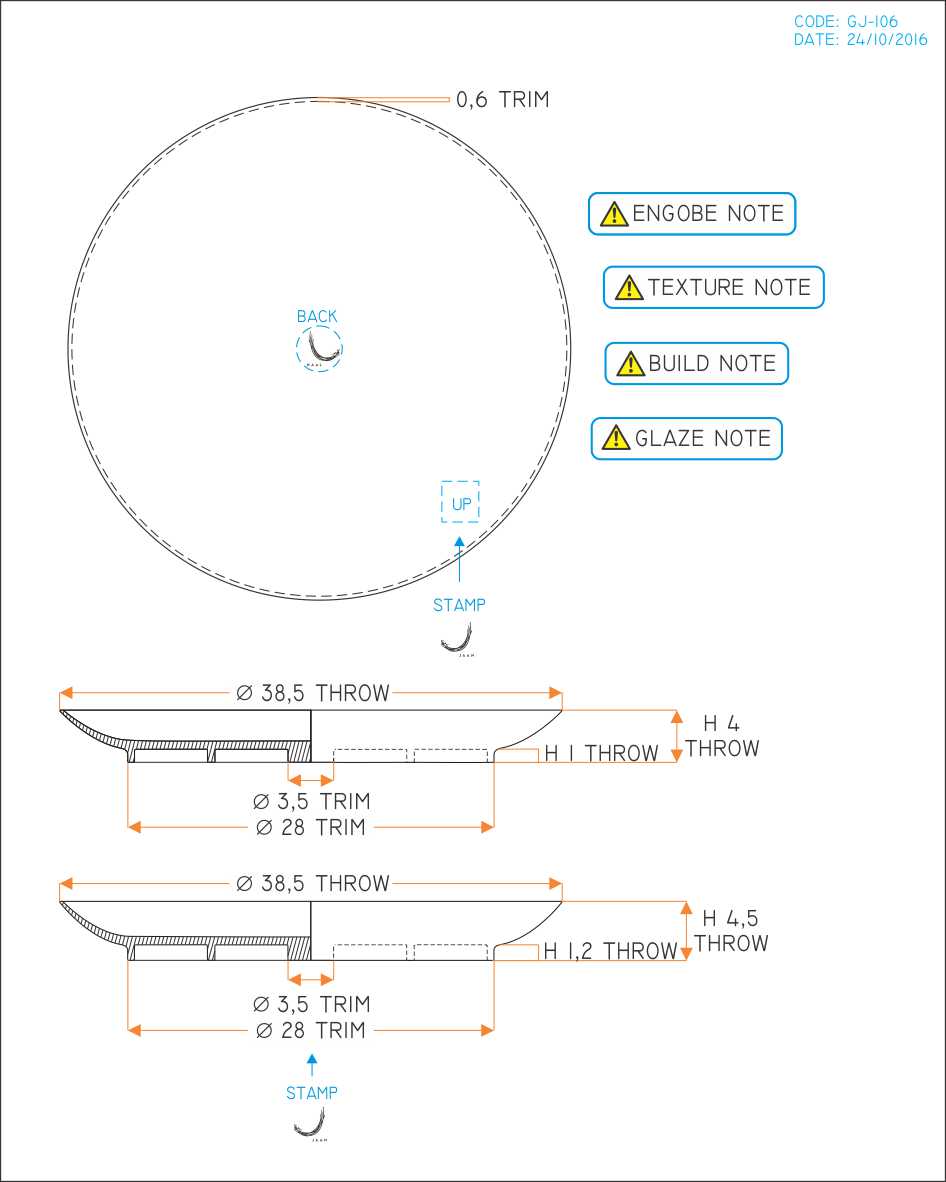 CODE: GJ-106
DATE: 24/10/2016
0,6 TRIM
ENGOBE NOTE
TEXTURE NOTE
BUILD NOTE
GLAZE NOTE
BACK
UP
STAMP
Ø 38,5 THROW
H 4
THROW
H 1 THROW
Ø 3,5 TRIM
Ø 28 TRIM
Ø 38,5 THROW
H 4,5
THROW
H 1,2 THROW
Ø 3,5 TRIM
Ø 28 TRIM
STAMP